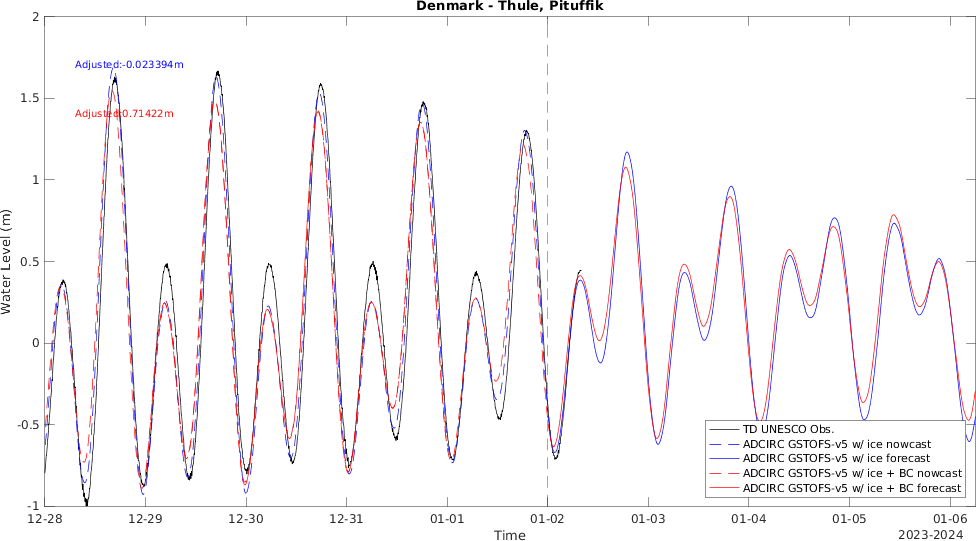 Denmark - Thule, Pituffik
2
Adjusted:-0.023394m
1.5
Adjusted:0.71422m
1
0.5
Water Level (m)
0
-0.5
-1
TD UNESCO Obs.
ADCIRC GSTOFS-v5 w/ ice nowcast
ADCIRC GSTOFS-v5 w/ ice forecast
ADCIRC GSTOFS-v5 w/ ice + BC nowcast
ADCIRC GSTOFS-v5 w/ ice + BC forecast
12-28 12-29 12-30 12-31 01-01 01-02 01-03 01-04 01-05 01-06
Time
2023-2024